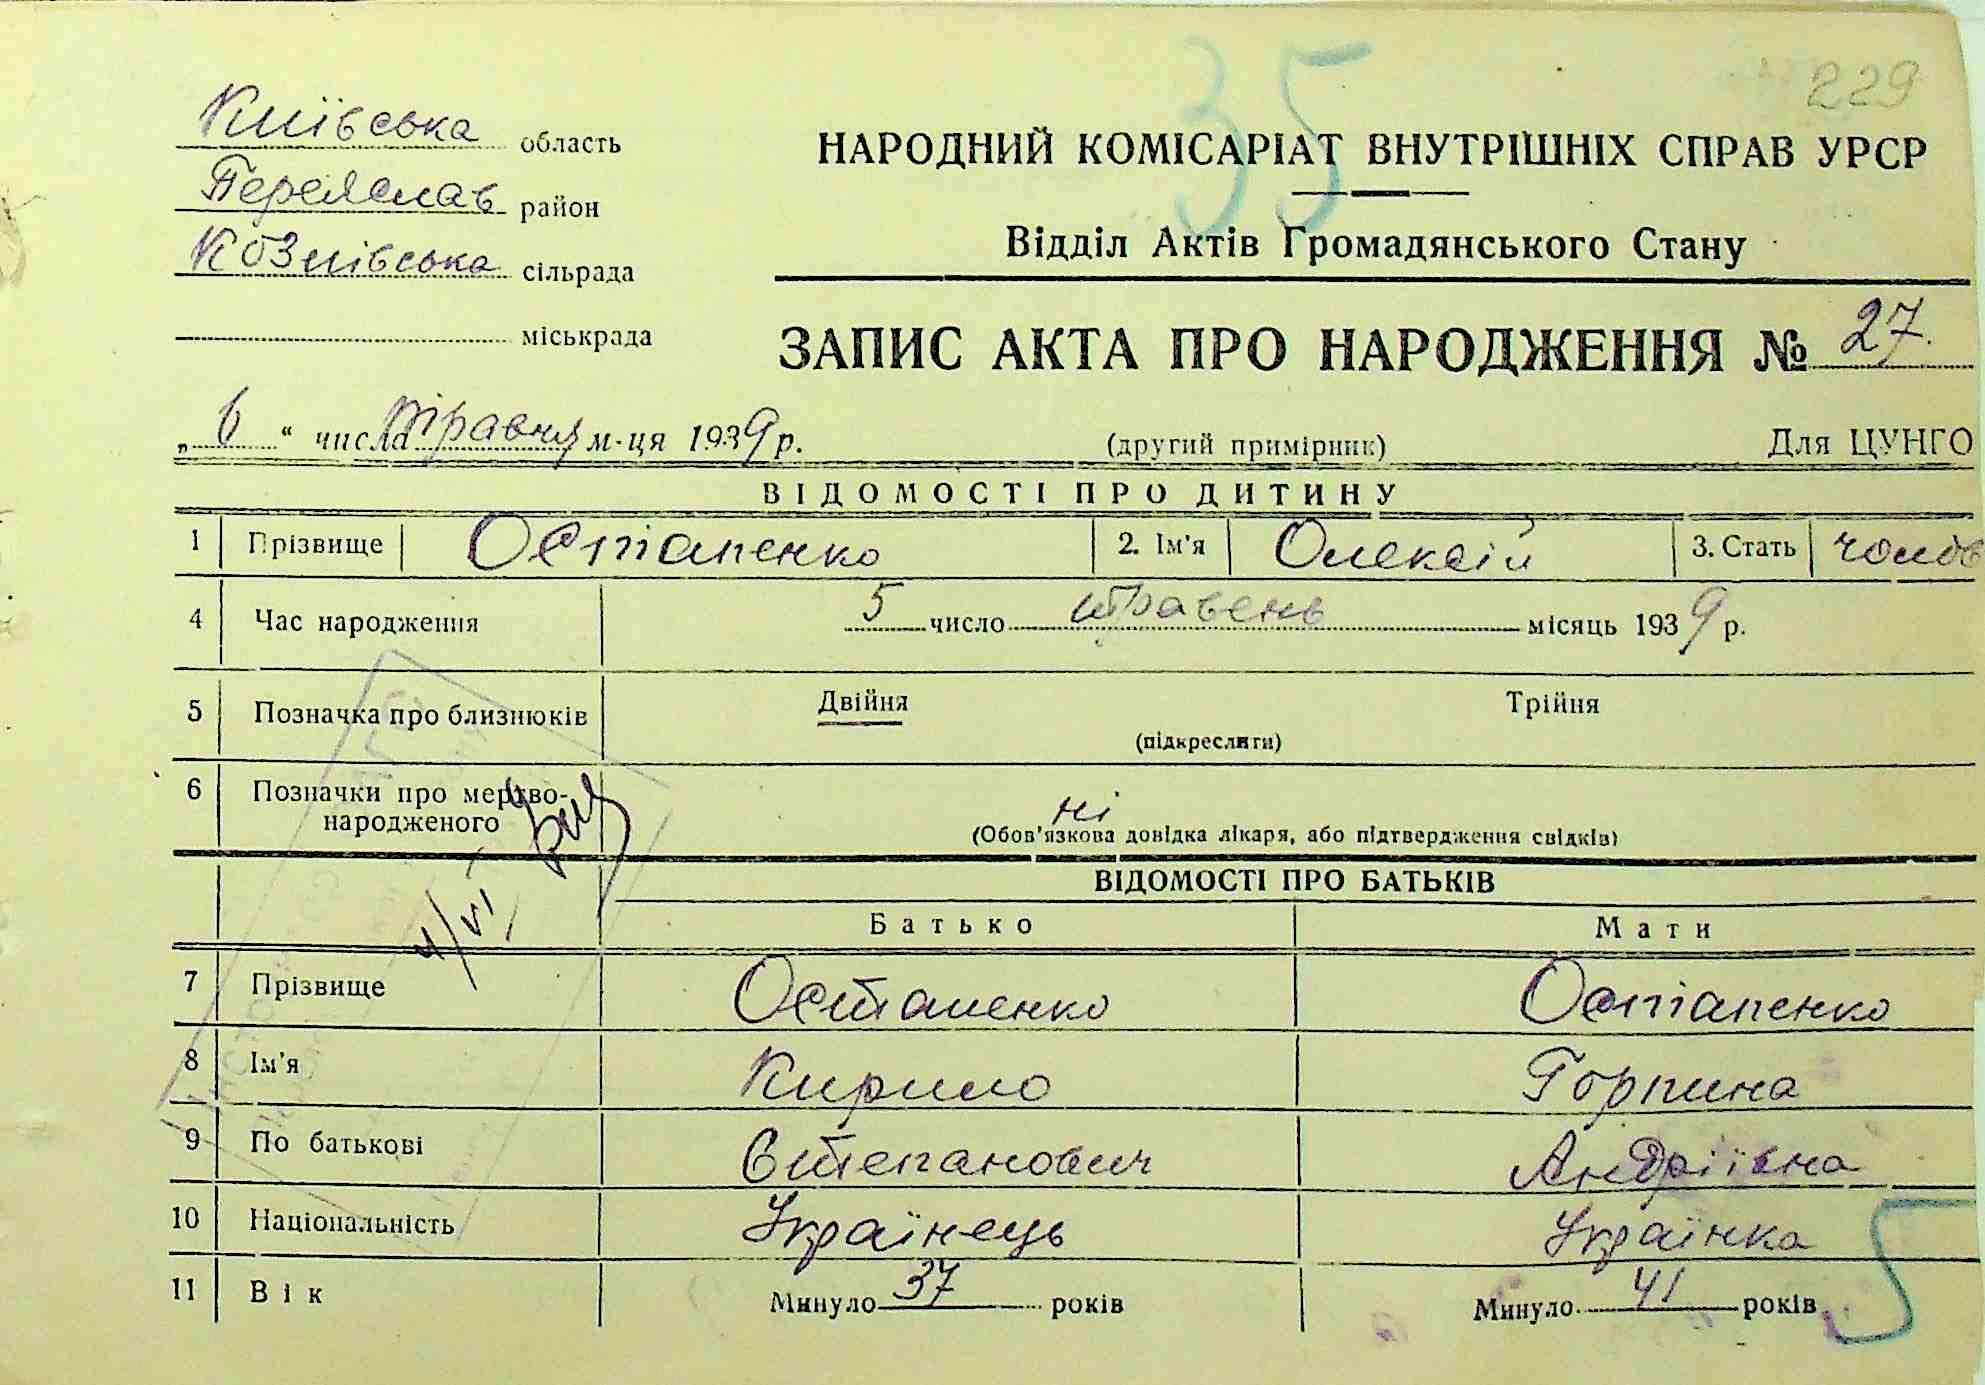 35
229
Київська область
Переяслав район
Козлівська сільрада
міськрада
НАРОДНИЙ КОМІСАРІАТ ВНУТРІШНІХ СПРАВ УРСР
Відділ Актів Громадянського Стану
ЗАПИС АКТА ПРО НАРОДЖЕННЯ № 27.
„6“ числа травня м-ця 1939 р. (другий примірник) Для ЦУНГО
ВІДОМОСТІ ПРО ДИТИНУ
1 Прізвище Остапенко 2. Ім'я Олексій 3. Стать чолов
4 Час народження 5 число травень місяць 1939 р.
5 Позначка про близнюків Двійня Трійня
(підкреслити)
6 Позначки про мертво-
народженого ні
(Обов'язкова довідка лікаря, або підтвердження свідків)
4/VI
ВІДОМОСТІ ПРО БАТЬКІВ
Батько Мати
7 Прізвище Остапенко Остапенко
8 Ім'я Кирило Горпина
9 По батькові Степанович Андріївна
10 Національність Українець Українка
11 Вік Минуло 37 років Минуло 41 років
5